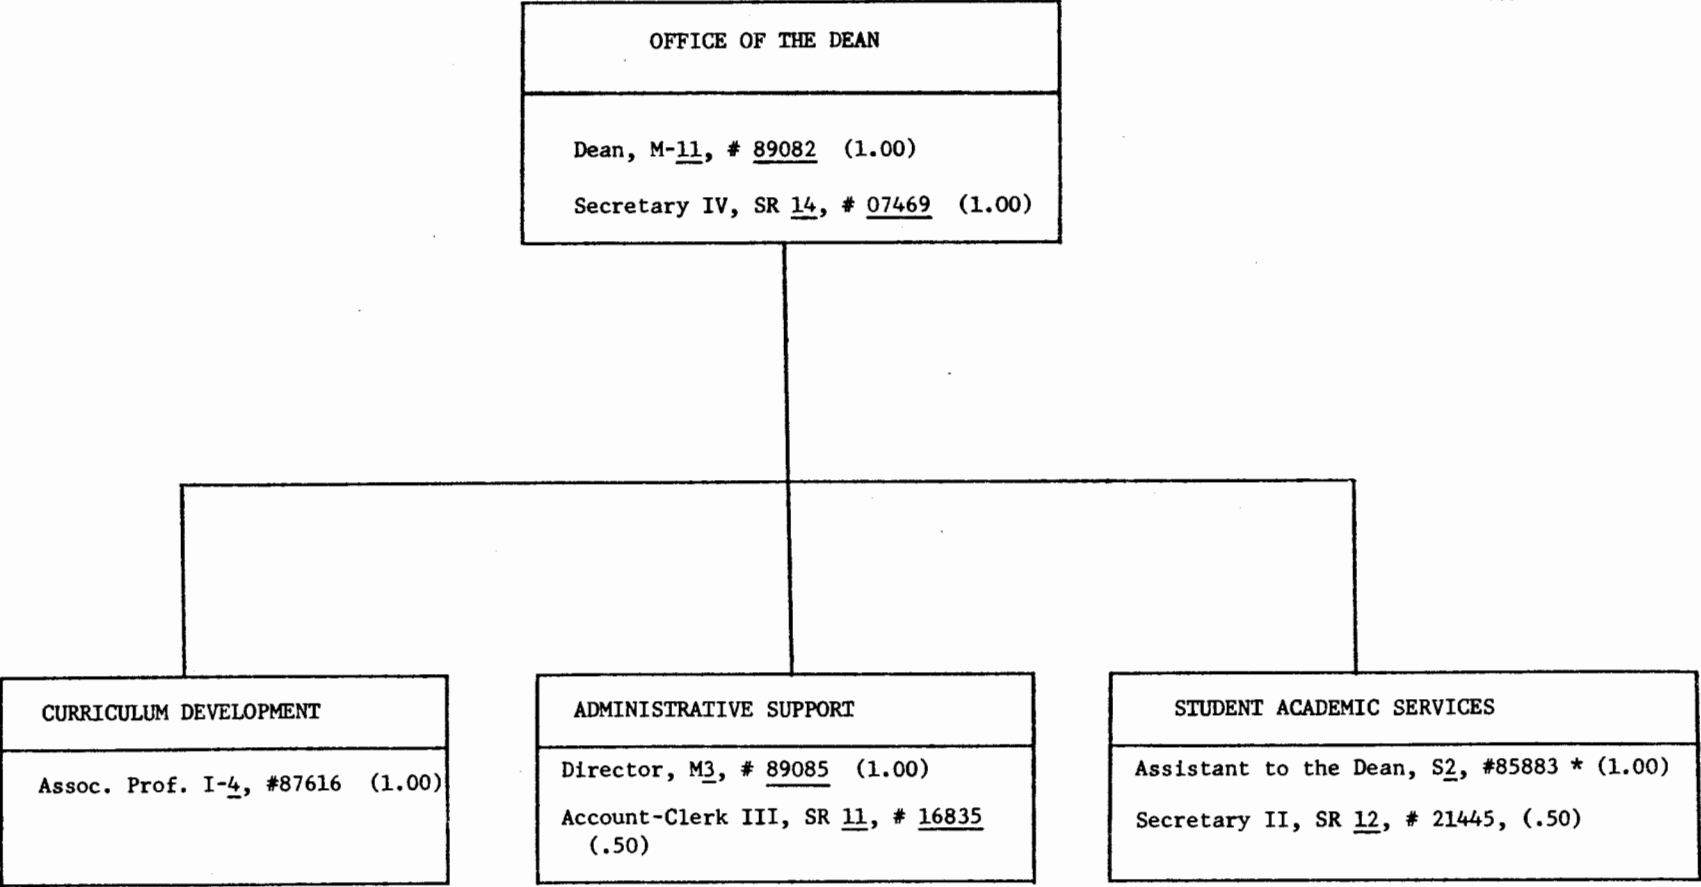 OFFICE OF THE DEAN
Dean, M-11, # 89082 (1.00)
Secretary IV, SR 14, # 07469 (1.00)
CURRICULUM DEVELOPMENT
Assoc. Prof. I-4, #87616 (1.00)
ADMINISTRATIVE SUPPORT
Director, M3, # 89085 (1.00)
Account-Clerk III, SR 11, # 16835
(.50)
STUDENT ACADEMIC SERVICES
Assistant to the Dean, S2, #85883 * (1.00)
Secretary II, SR 12, # 21445, (.50)